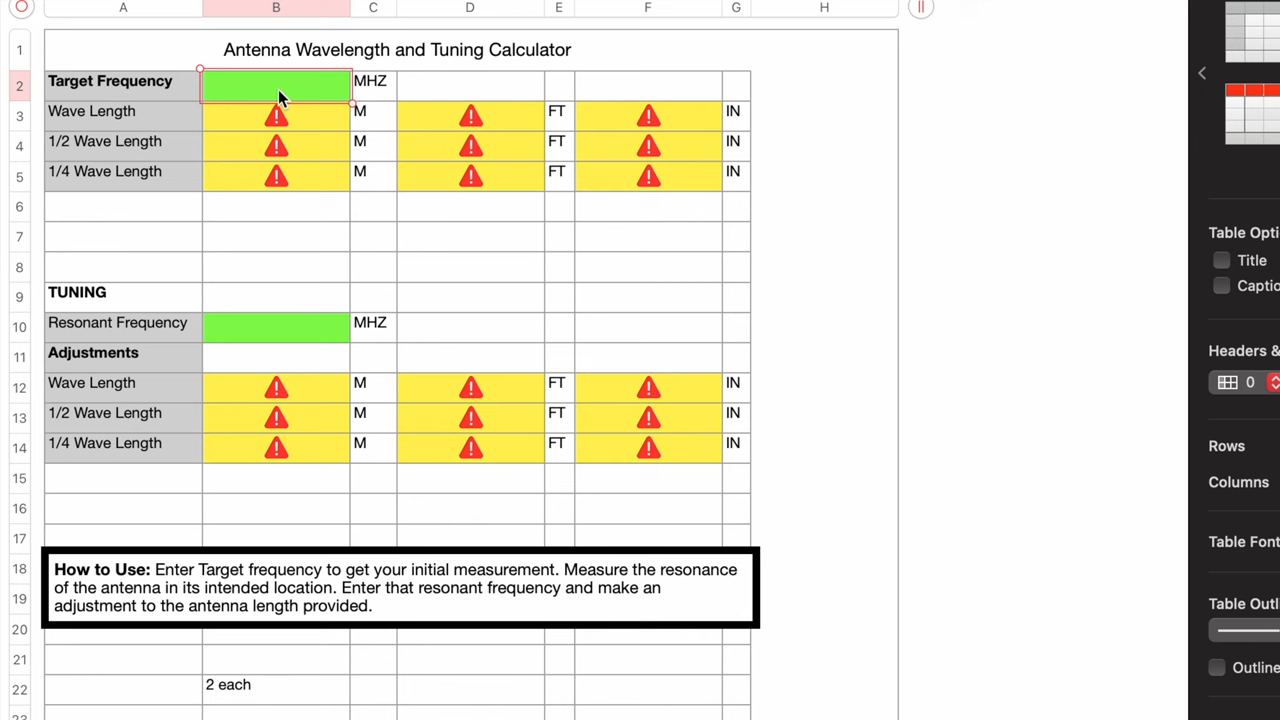 A B C D E F G H
1 Antenna Wavelength and Tuning Calculator
2 Target Frequency MHZ
3 Wave Length M FT IN
4 1/2 Wave Length M FT IN
5 1/4 Wave Length M FT IN
6
7
8
9 TUNING
10 Resonant Frequency MHZ
11 Adjustments
12 Wave Length M FT IN
13 1/2 Wave Length M FT IN
14 1/4 Wave Length M FT IN
15
16
17
18 How to Use: Enter Target frequency to get your initial measurement. Measure the resonance
19 of the antenna in its intended location. Enter that resonant frequency and make an
adjustment to the antenna length provided.
20
21
22 2 each
23
Table Opti
Title
Captio
Headers &
0
Rows
Columns
Table Font
Table Outl
Outline